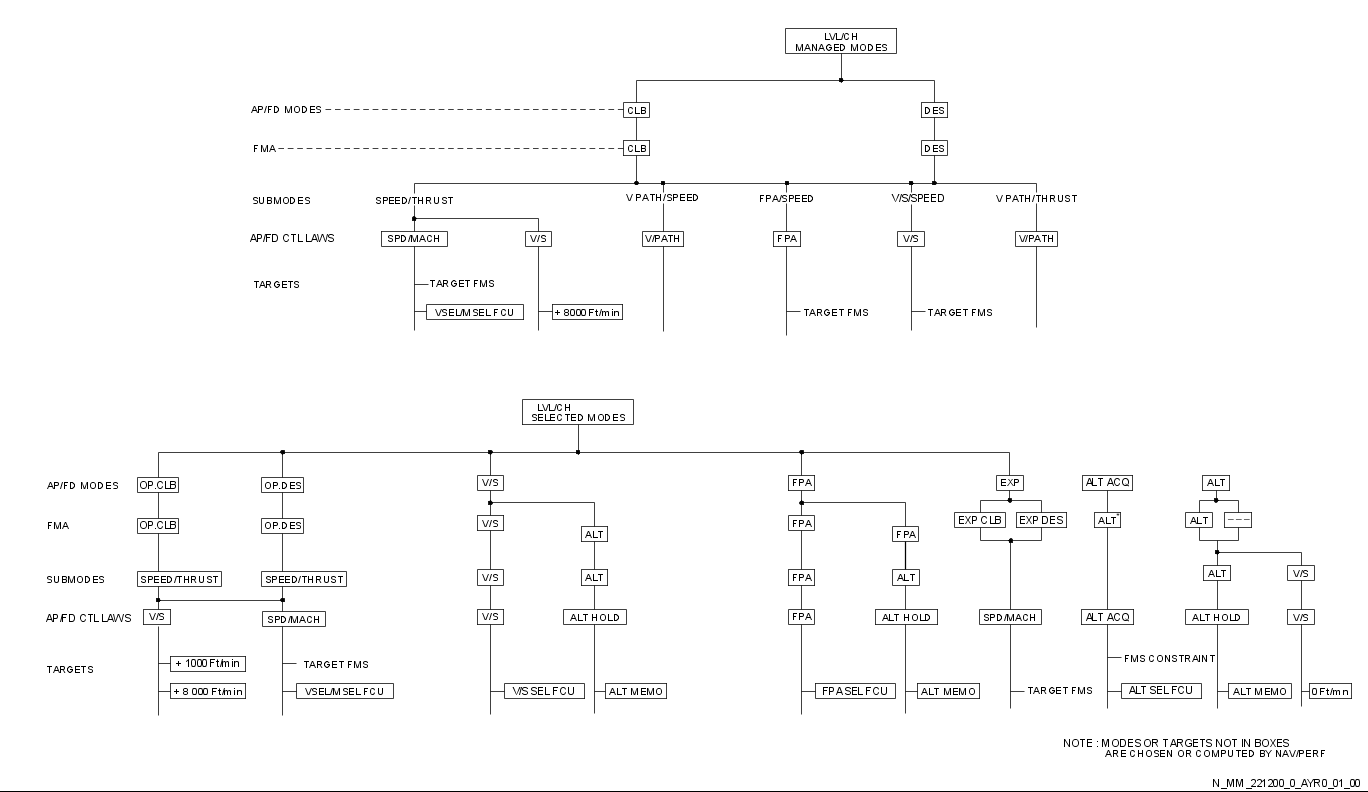 LVL/CH
MANAGED MODES
AP/FD MODES CLB DES
FMA CLB DES
SUBMODES SPEED/THRUST V PATH/SPEED FPA/SPEED V/S/SPEED V PATH/THRUST
AP/FD CTL LAWS SPD/MACH V/S V/PATH FPA V/S V/PATH
TARGETS TARGET FMS
VSEL/MSEL FCU + 8000 Ft/min TARGET FMS TARGET FMS
LVL/CH
SELECTED MODES
AP/FD MODES OP.CLB OP.DES V/S FPA EXP ALT ACQ ALT
FMA OP.CLB OP.DES V/S ALT FPA FPA EXP CLB EXP DES ALT* ALT ---
SUBMODES SPEED/THRUST SPEED/THRUST V/S ALT FPA ALT ALT V/S
AP/FD CTL LAWS V/S SPD/MACH V/S ALT HOLD FPA ALT HOLD SPD/MACH ALT ACQ ALT HOLD V/S
FMS CONSTRAINT
TARGETS + 1000 Ft/min TARGET FMS
+ 8 000 Ft/min VSEL/MSEL FCU V/S SEL FCU ALT MEMO FPA SEL FCU ALT MEMO TARGET FMS ALT SEL FCU ALT MEMO 0 Ft/mn
NOTE : MODES OR TARGETS NOT IN BOXES
ARE CHOSEN OR COMPUTED BY NAV/PERF
N_MM_221200_0_AYR0_01_00